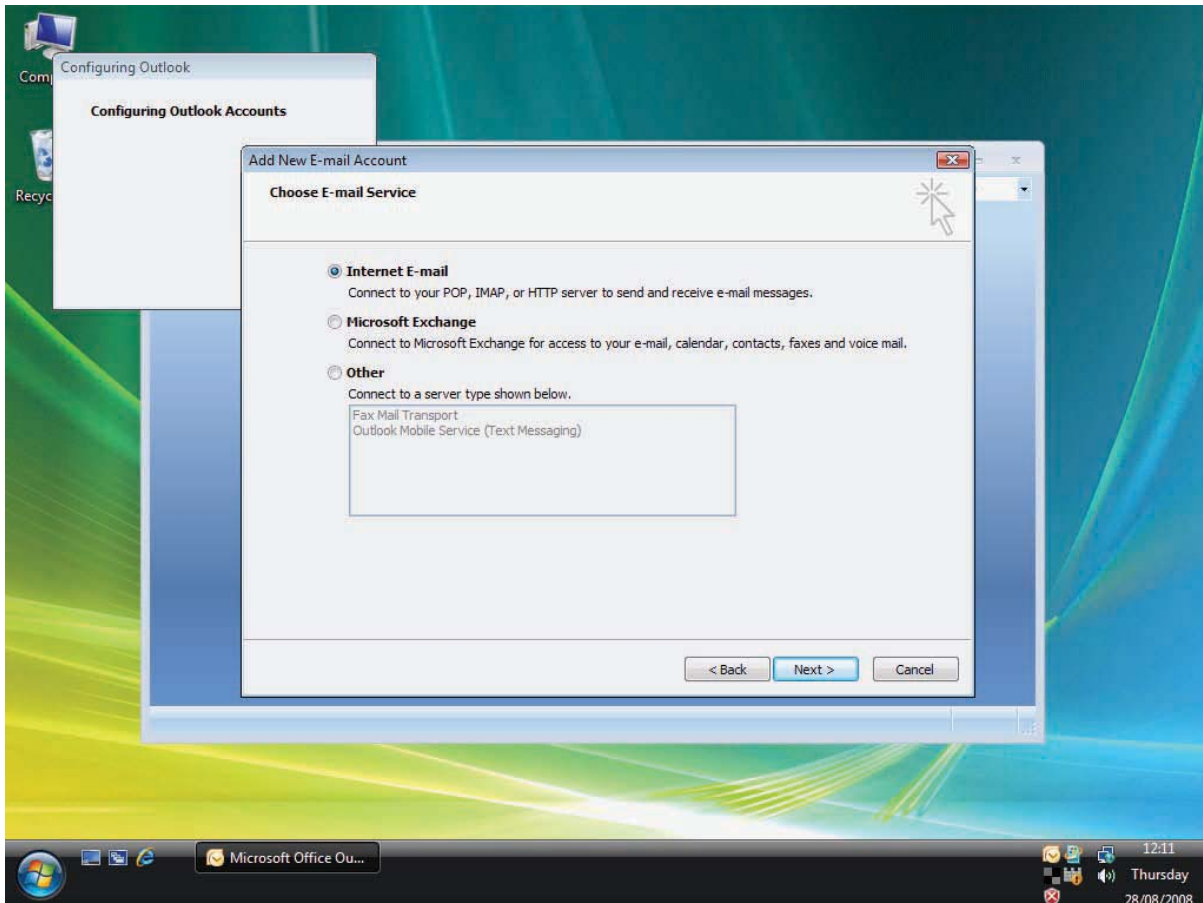 Configuring Outlook
Configuring Outlook Accounts
Add New E-mail Account
Choose E-mail Service
Internet E-mail
Connect to your POP, IMAP, or HTTP server to send and receive e-mail messages.
Microsoft Exchange
Connect to Microsoft Exchange for access to your e-mail, calendar, contacts, faxes and voice mail.
Other
Connect to a server type shown below.
Fax Mail Transport
Outlook Mobile Service (Text Messaging)
< Back
Next >
Cancel
Comp
Recyc
Microsoft Office Ou...
12:11
Thursday
28/08/2008